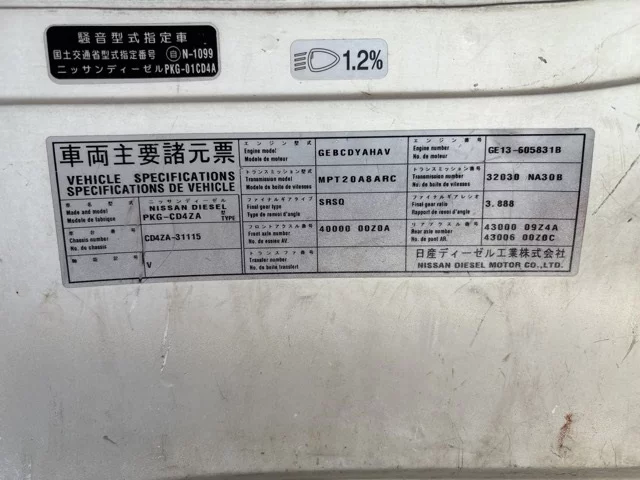 騒音型式指定車
国土交通省型式指定番号 自 N-1099
ニッサンディーゼル PKG-01CD4A
1.2%
車両主要諸元票
VEHICLE SPECIFICATIONS
SPECIFICATIONS DE VEHICLE
車名型式
Made and model
Modele de fabrique
ニッサンディーゼル
NISSAN DIESEL 型
PKG-CD4ZA TYPE
Chassis number
No. de chassis
CD4ZA-31115
V
エンジン型式
Engine model
Modele de moteur
GEBCDYAHAV
トランスミッション型式
Transmission model
No de boite de vitesses
MPT20A8ARC
ファイナルギアタイプ
Final gear type
Type de renvoi d'angle
SRSQ
フロントアクスル番号
Front axle number
No. de essieu AV.
40000 00Z0A
トランスファ番号
Transfer number
No. de boite transfert
エンジン番号
Engine number
No. de moteur
GE13-605831B
トランスミッション番号
Transmission number
No. de boite de vitesses
32030 NA30B
ファイナルギアレシオ
Final gear ratio
Rapport de renvoi d'angle
3.888
リアアクスル番号
Rear axle number
No. de pont AR.
43000 09Z4A
43006 00Z0C
日産ディーゼル工業株式会社
NISSAN DIESEL MOTOR CO.,LTD.